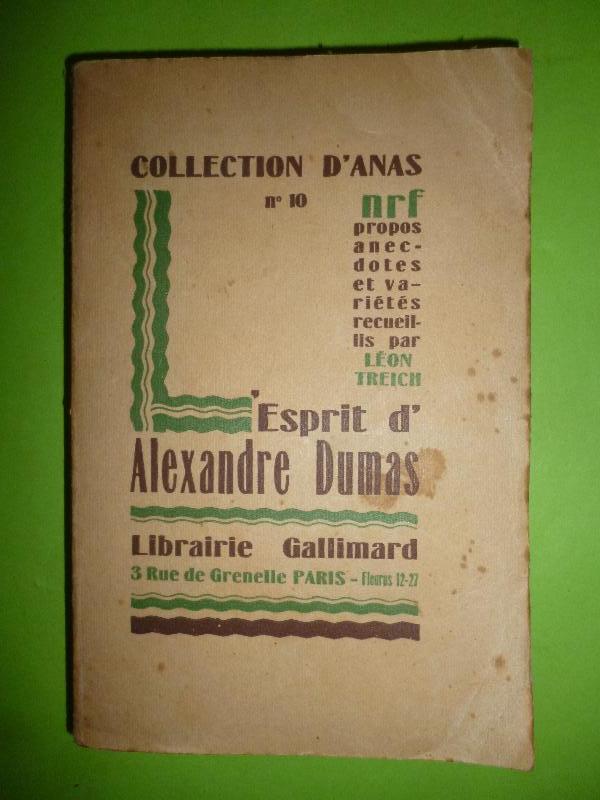 COLLECTION D'ANAS
nº 10
nrf
propos
anec-
dotes
et va-
riétés
recueil-
lis par
LÉON
TREICH
L'Esprit d'
Alexandre Dumas
Librairie Gallimard
3 Rue de Grenelle PARIS - Fleurus 12-27